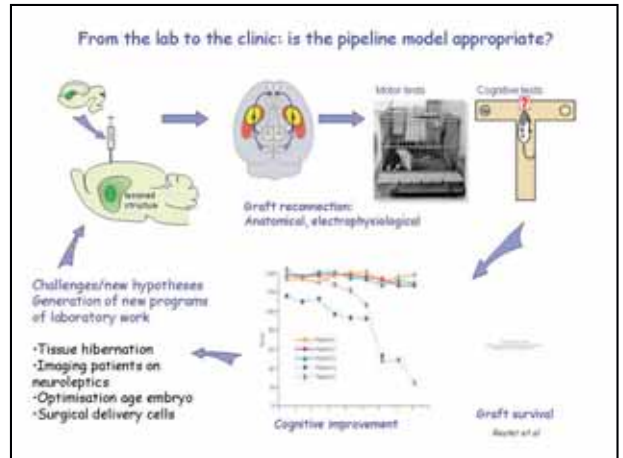 From the lab to the clinic: is the pipeline model appropriate?
Motor tests
Cognitive tests
?
lesioned
striatum
Graft reconnection:
Anatomical, electrophysiological
Challenges/new hypotheses
Generation of new programs
of laboratory work
•Tissue hibernation
•Imaging patients on
neuroleptics
•Optimisation age embryo
•Surgical delivery cells
Cognitive improvement
Graft survival